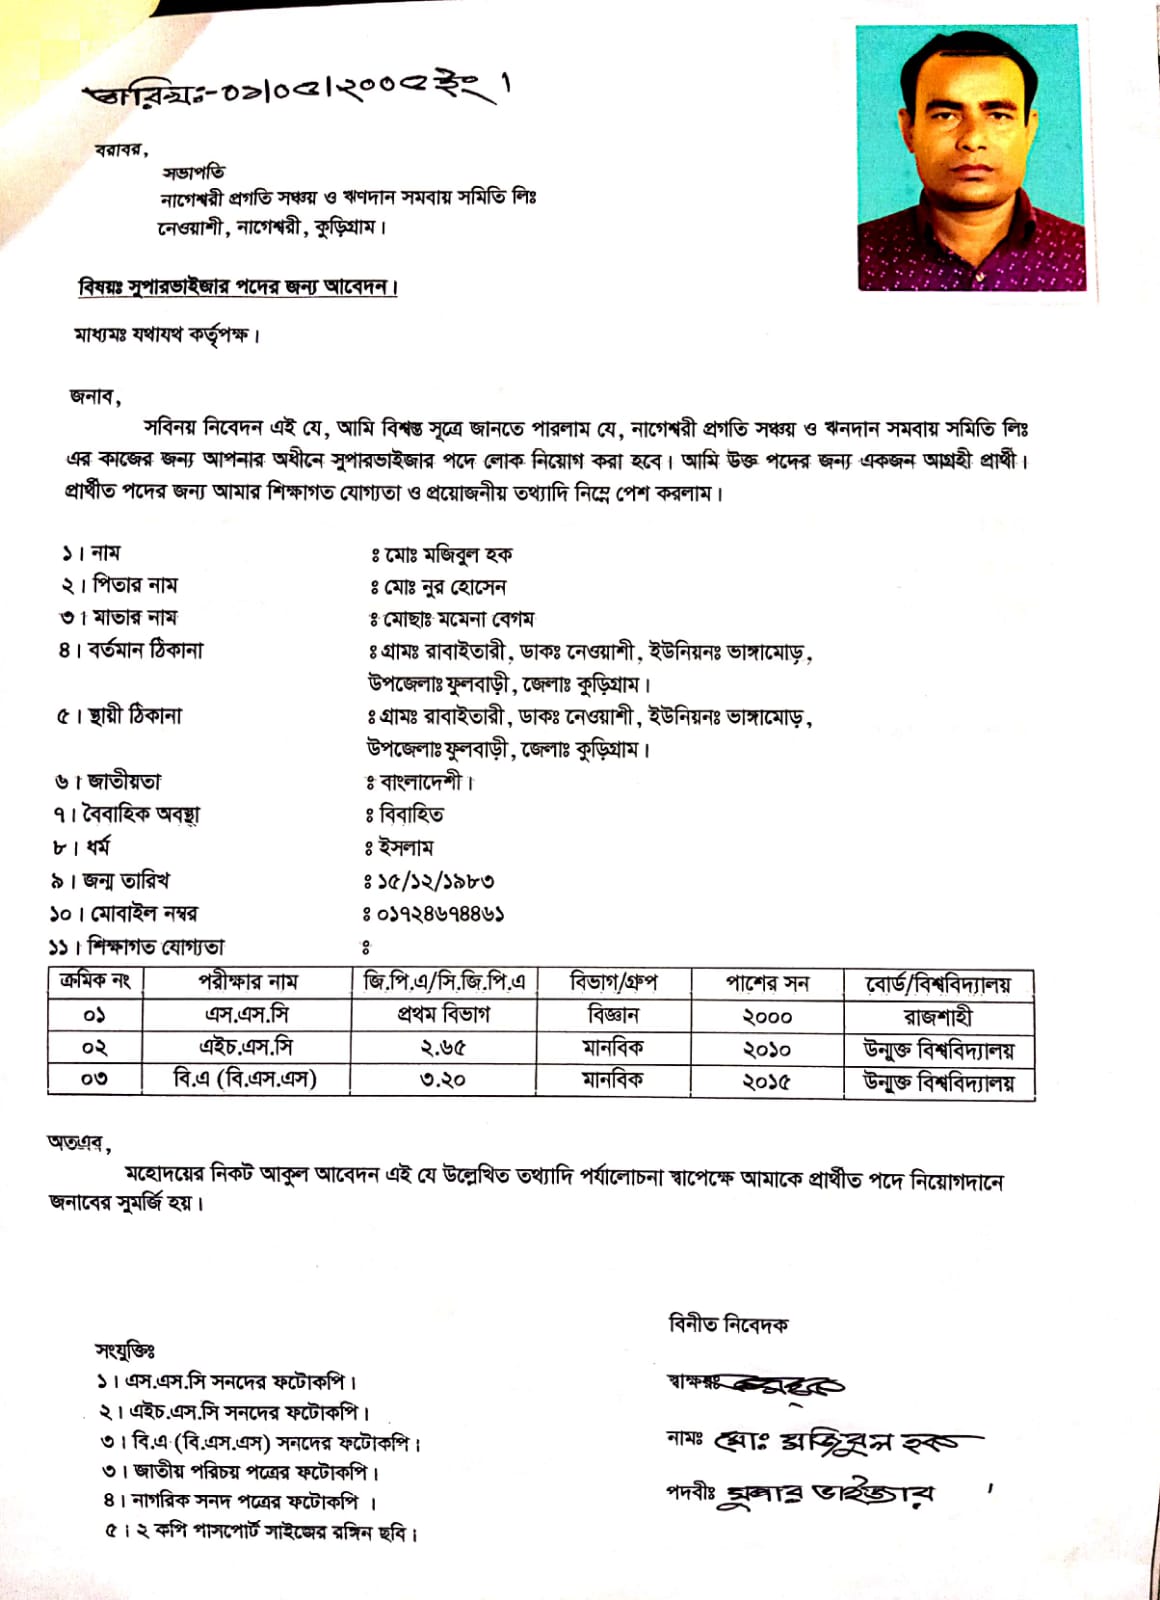 তারিখঃ-০১/০৫/২০০৫ইং।
বরাবর,
সভাপতি
নাগেশ্বরী প্রগতি সঞ্চয় ও ঋণদান সমবায় সমিতি লিঃ
নেওয়াশী, নাগেশ্বরী, কুড়িগ্রাম।
বিষয়ঃ সুপারভাইজার পদের জন্য আবেদন।
মাধ্যমঃ যথাযথ কর্তৃপক্ষ।
জনাব,
সবিনয় নিবেদন এই যে, আমি বিশ্বস্ত সূত্রে জানতে পারলাম যে, নাগেশ্বরী প্রগতি সঞ্চয় ও ঋনদান সমবায় সমিতি লিঃ
এর কাজের জন্য আপনার অধীনে সুপারভাইজার পদে লোক নিয়োগ করা হবে। আমি উক্ত পদের জন্য একজন আগ্রহী প্রার্থী।
প্রার্থীত পদের জন্য আমার শিক্ষাগত যোগ্যতা ও প্রয়োজনীয় তথ্যাদি নিম্নে পেশ করলাম।
১। নাম ঃ মোঃ মজিবুল হক
২। পিতার নাম ঃ মোঃ নুর হোসেন
৩। মাতার নাম ঃ মোছাঃ মমেনা বেগম
৪। বর্তমান ঠিকানা ঃ গ্রামঃ রাবাইতারী, ডাকঃ নেওয়াশী, ইউনিয়নঃ ভাঙ্গামোড়,
উপজেলাঃ ফুলবাড়ী, জেলাঃ কুড়িগ্রাম।
৫। স্থায়ী ঠিকানা ঃ গ্রামঃ রাবাইতারী, ডাকঃ নেওয়াশী, ইউনিয়নঃ ভাঙ্গামোড়,
উপজেলাঃ ফুলবাড়ী, জেলাঃ কুড়িগ্রাম।
৬। জাতীয়তা ঃ বাংলাদেশী।
৭। বৈবাহিক অবস্থা ঃ বিবাহিত
৮। ধর্ম ঃ ইসলাম
৯। জন্ম তারিখ ঃ ১৫/১২/১৯৮৩
১০। মোবাইল নম্বর ঃ ০১৭২৪৬৭৪৪৬১
১১। শিক্ষাগত যোগ্যতা ঃ
ক্রমিক নং পরীক্ষার নাম জি.পি.এ/সি.জি.পি.এ বিভাগ/গ্রুপ পাশের সন বোর্ড/বিশ্ববিদ্যালয়
০১ এস.এস.সি প্রথম বিভাগ বিজ্ঞান ২০০০ রাজশাহী
০২ এইচ.এস.সি ২.৬৫ মানবিক ২০১০ উন্মুক্ত বিশ্ববিদ্যালয়
০৩ বি.এ (বি.এস.এস) ৩.২০ মানবিক ২০১৫ উন্মুক্ত বিশ্ববিদ্যালয়
অতএব,
মহোদয়ের নিকট আকুল আবেদন এই যে উল্লেখিত তথ্যাদি পর্যালোচনা স্বাপেক্ষে আমাকে প্রার্থীত পদে নিয়োগদানে
জনাবের সুমর্জি হয়।
বিনীত নিবেদক
স্বাক্ষরঃ
নামঃ মোঃ মজিবুল হক
পদবীঃ সুপারভাইজার
সংযুক্তিঃ
১। এস.এস.সি সনদের ফটোকপি।
২। এইচ.এস.সি সনদের ফটোকপি।
৩। বি.এ (বি.এস.এস) সনদের ফটোকপি।
৩। জাতীয় পরিচয় পত্রের ফটোকপি।
৪। নাগরিক সনদ পত্রের ফটোকপি ।
৫। ২ কপি পাসপোর্ট সাইজের রঙ্গিন ছবি।